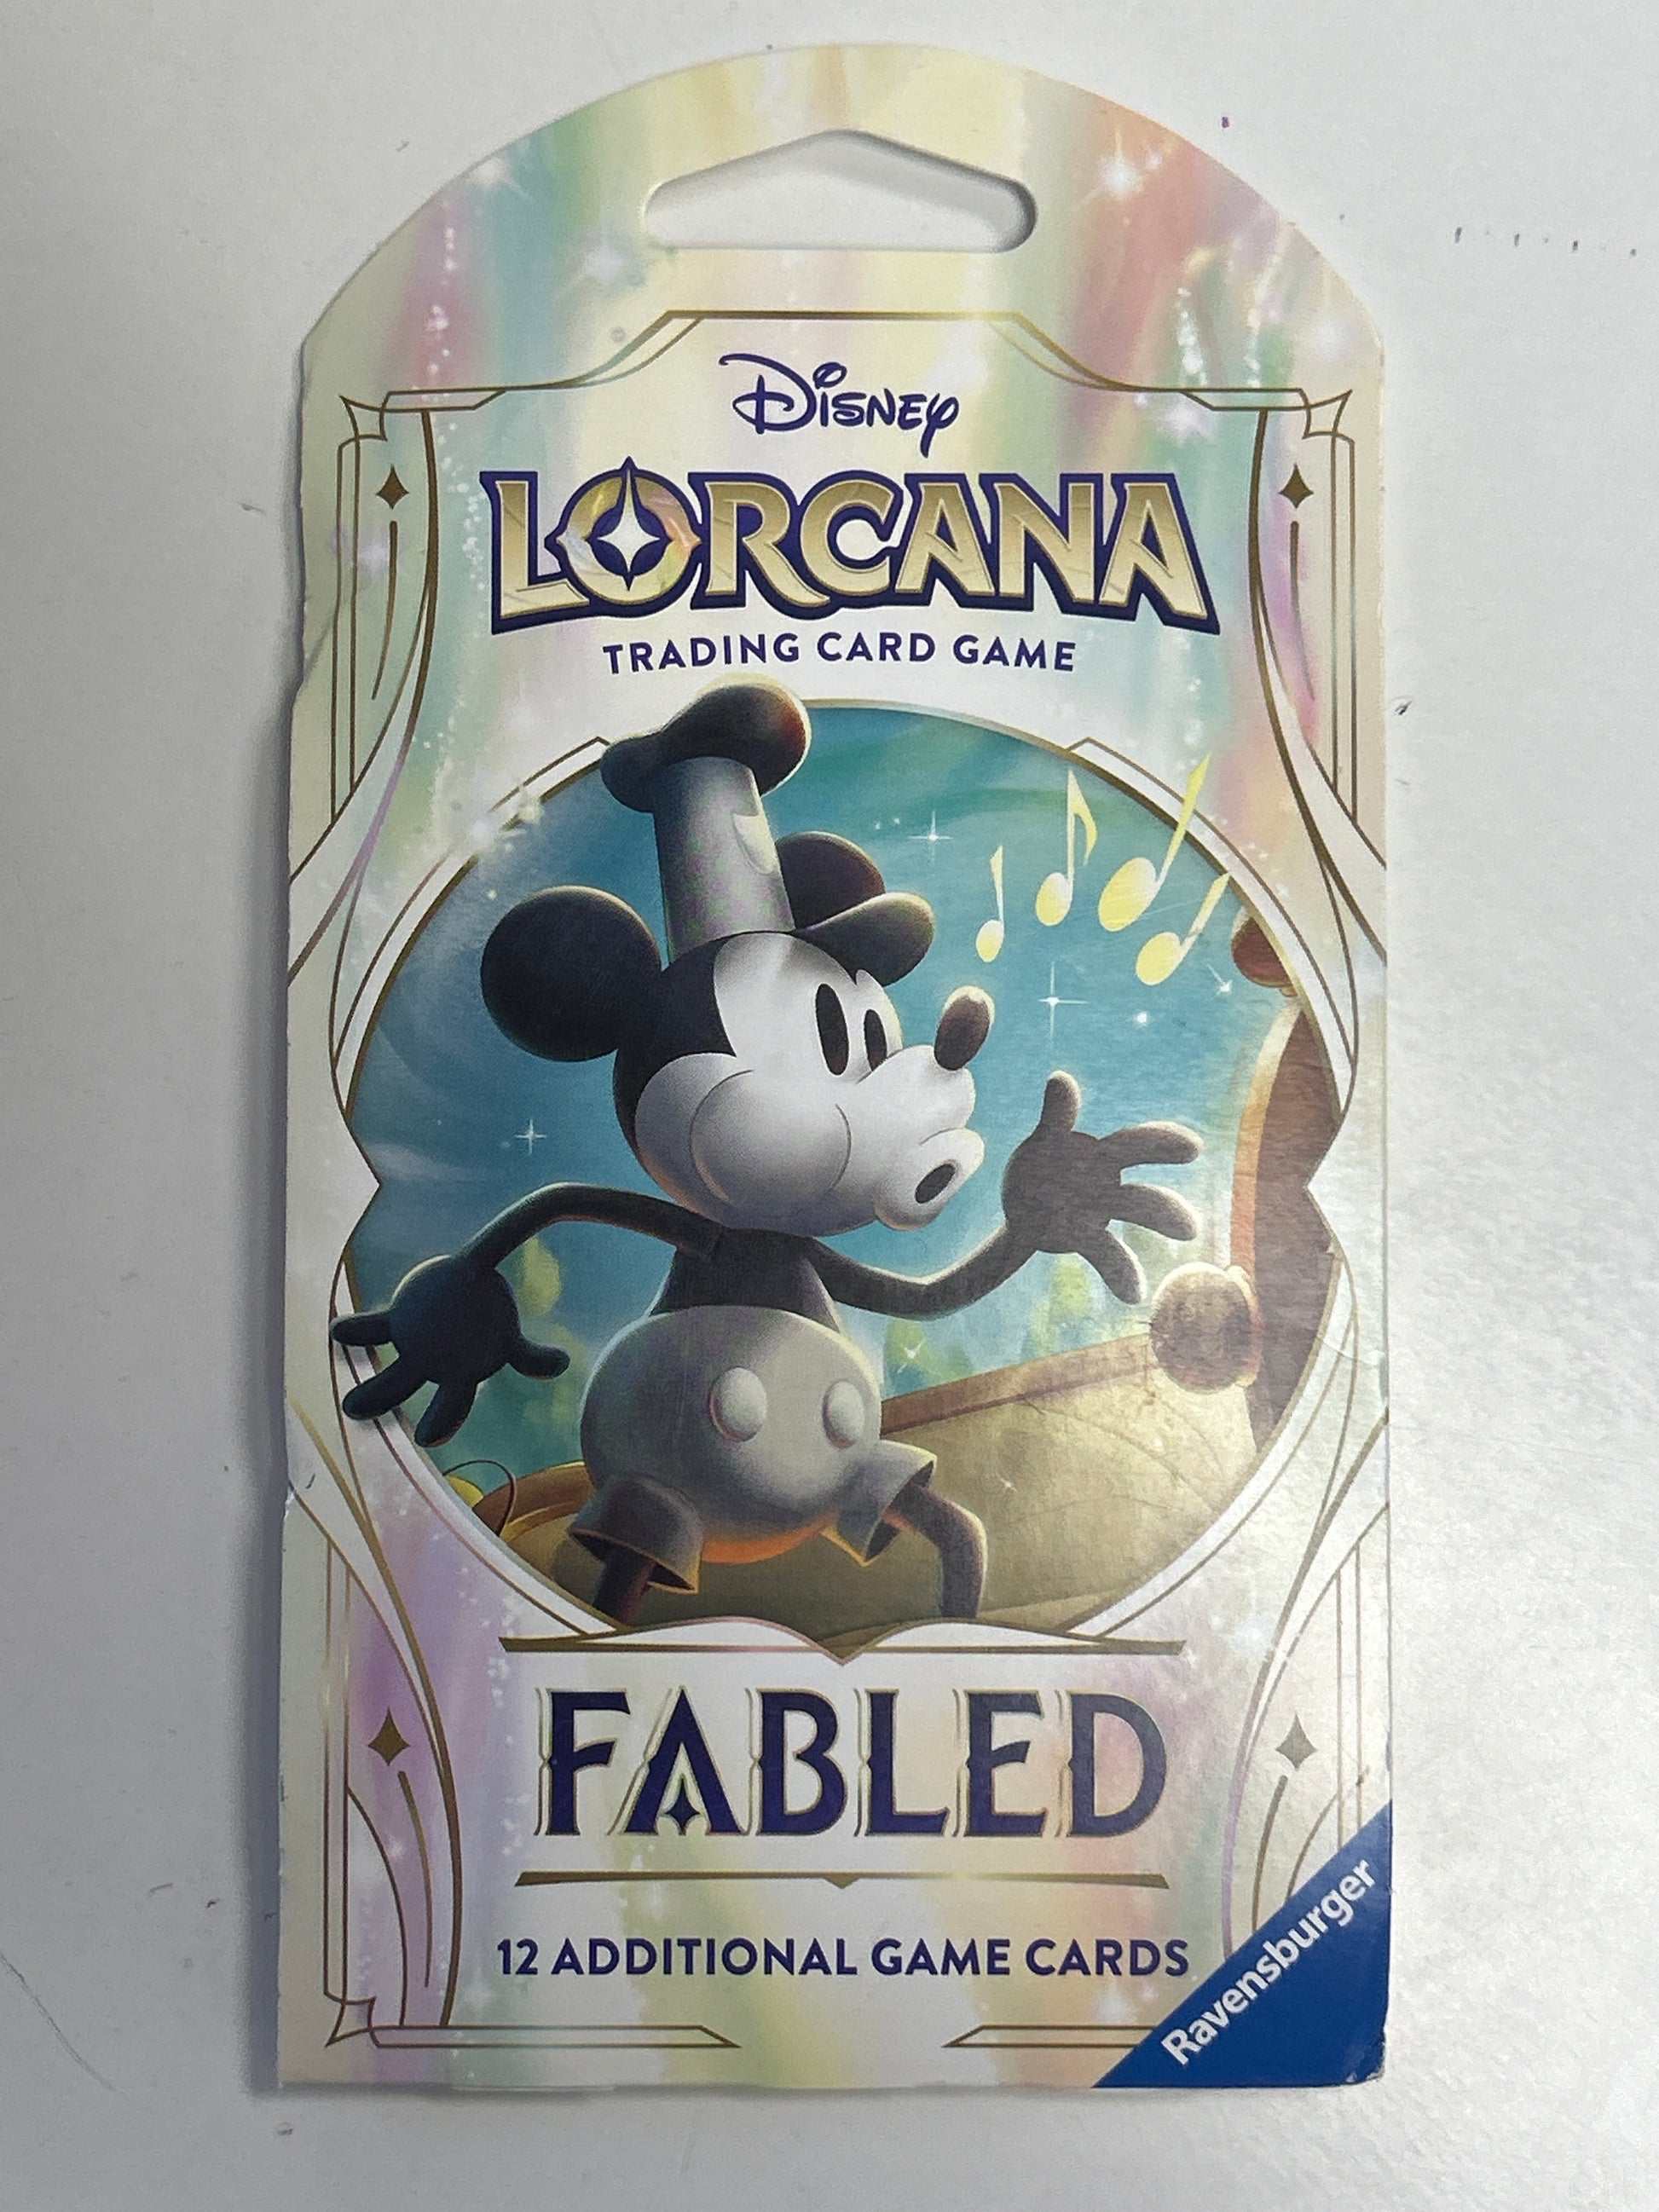 Disney
LORCANA
TRADING CARD GAME
FABLED
12 ADDITIONAL GAME CARDS
Ravensburger